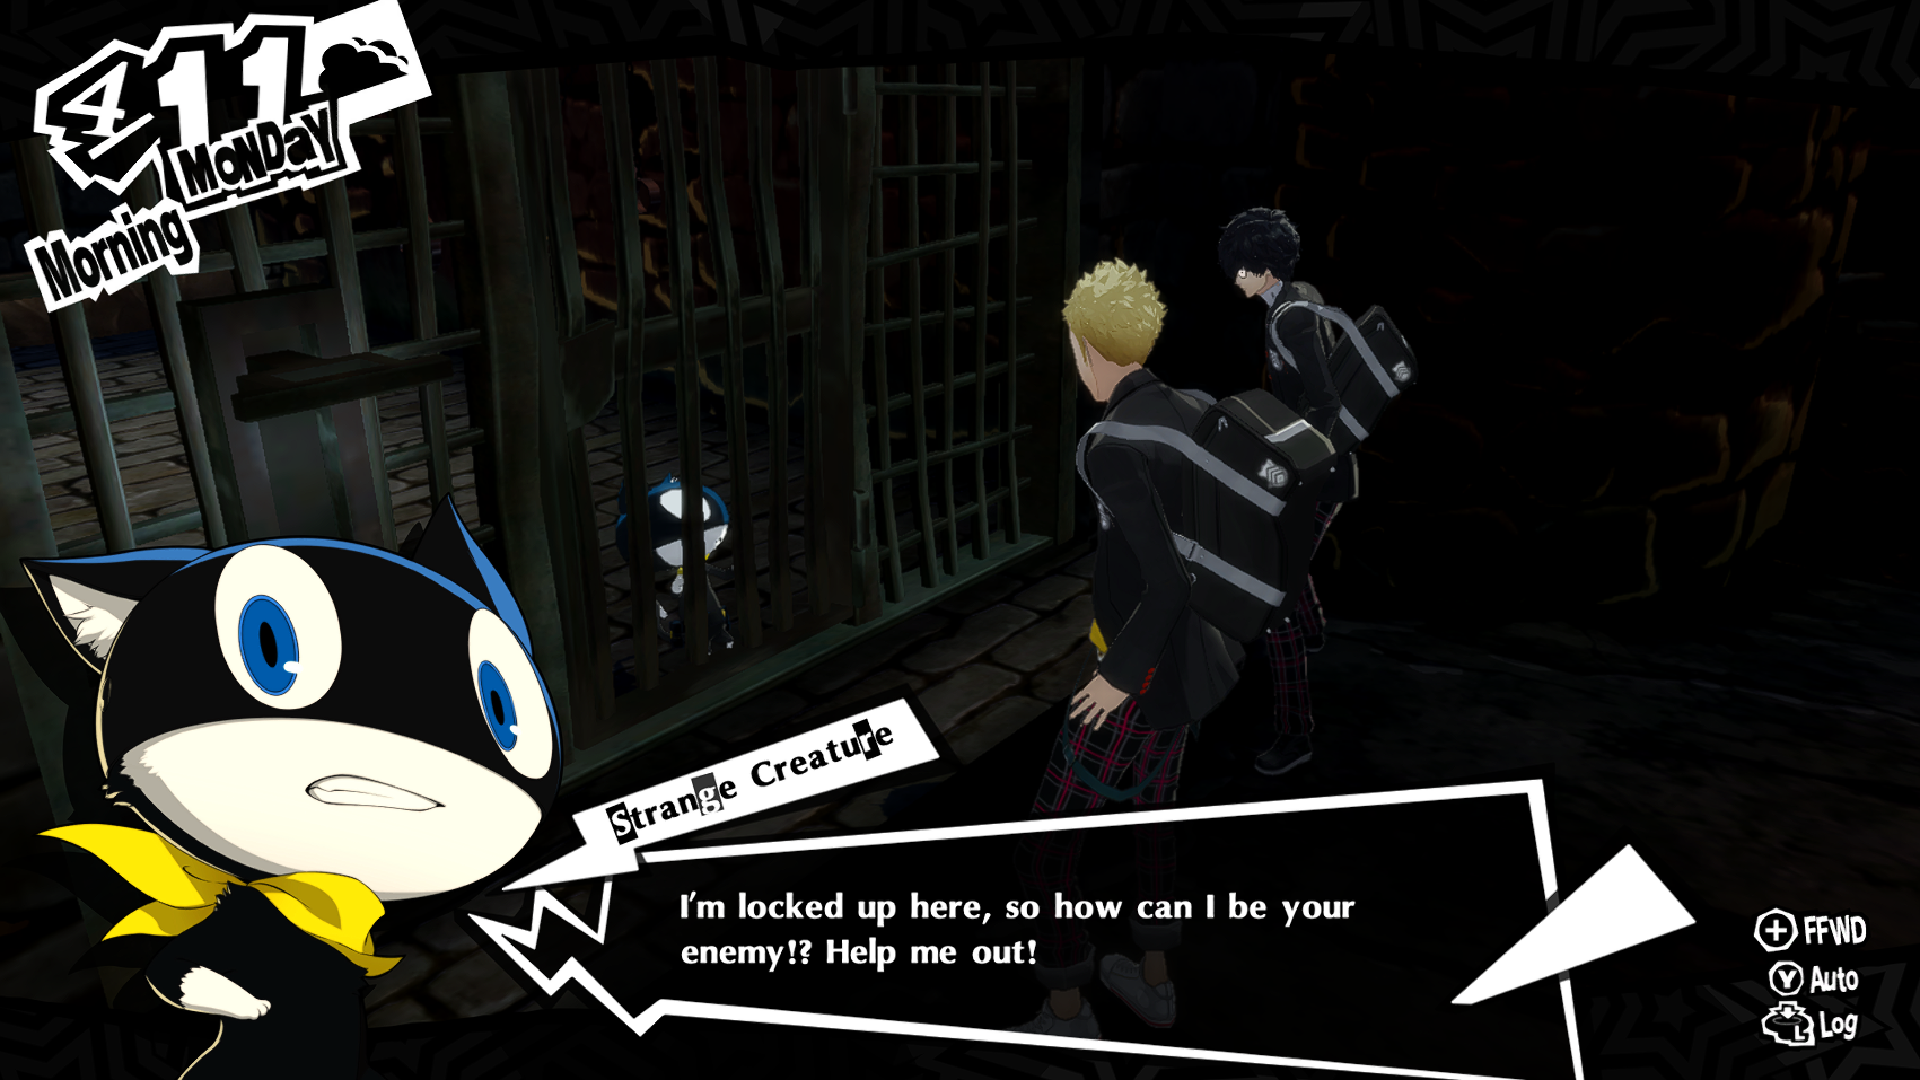 4/11
MONDay
Morning
Strange Creature
I'm locked up here, so how can I be your
enemy!? Help me out!
+ FFWD
Y Auto
L Log